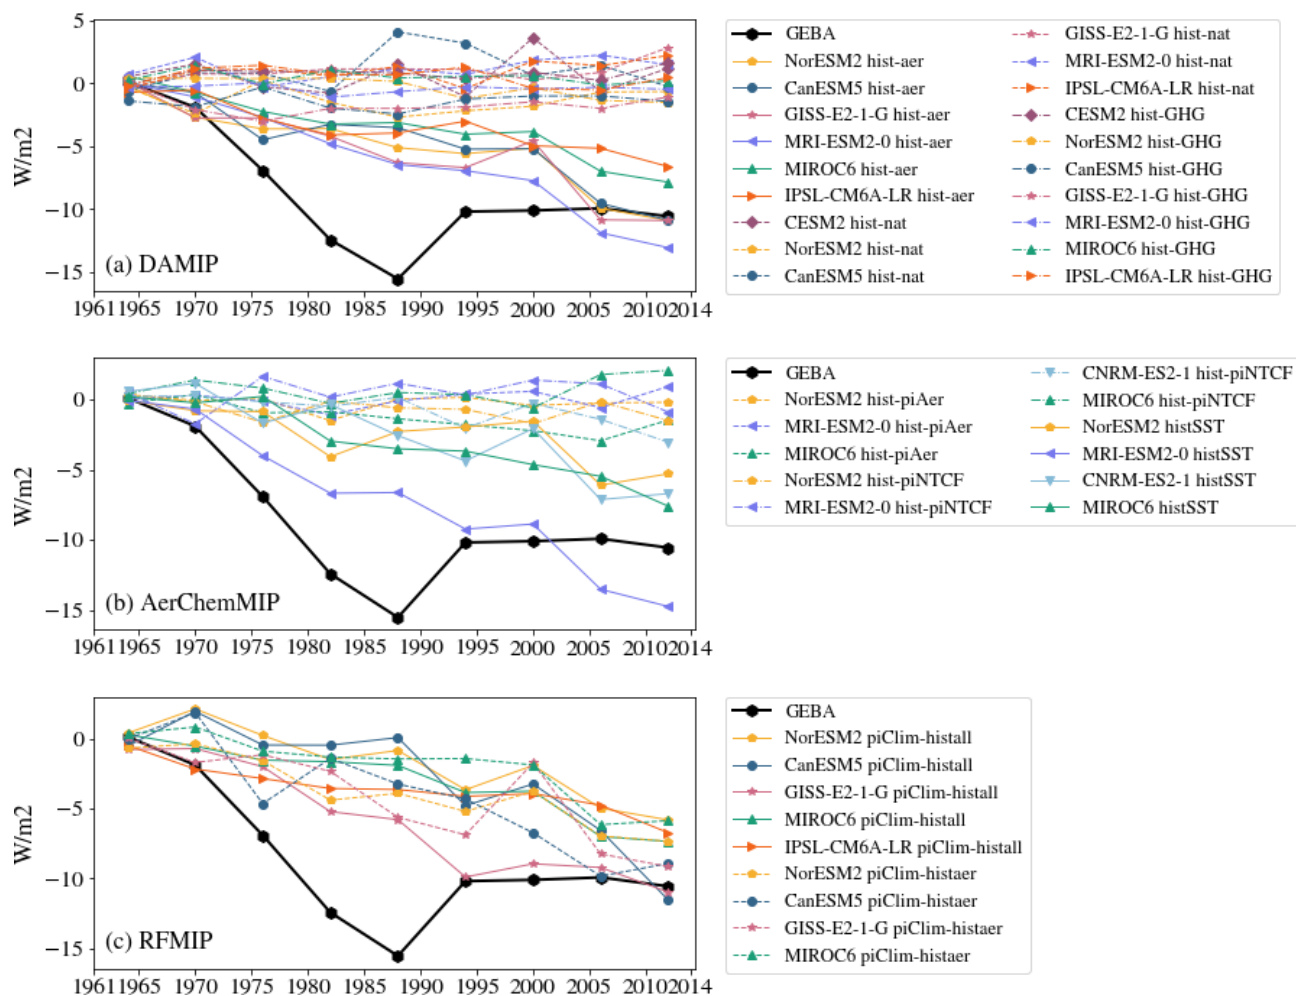 5
0
−5
−10
−15
W/m2
(a) DAMIP
1961 1965 1970 1975 1980 1985 1990 1995 2000 2005 2010 2014
GEBA
NorESM2 hist-aer
CanESM5 hist-aer
GISS-E2-1-G hist-aer
MRI-ESM2-0 hist-aer
MIROC6 hist-aer
IPSL-CM6A-LR hist-aer
CESM2 hist-nat
NorESM2 hist-nat
CanESM5 hist-nat
GISS-E2-1-G hist-nat
MRI-ESM2-0 hist-nat
IPSL-CM6A-LR hist-nat
CESM2 hist-GHG
NorESM2 hist-GHG
CanESM5 hist-GHG
GISS-E2-1-G hist-GHG
MRI-ESM2-0 hist-GHG
MIROC6 hist-GHG
IPSL-CM6A-LR hist-GHG
0
−5
−10
−15
W/m2
(b) AerChemMIP
1961 1965 1970 1975 1980 1985 1990 1995 2000 2005 2010 2014
GEBA
NorESM2 hist-piAer
MRI-ESM2-0 hist-piAer
MIROC6 hist-piAer
NorESM2 hist-piNTCF
MRI-ESM2-0 hist-piNTCF
CNRM-ES2-1 hist-piNTCF
MIROC6 hist-piNTCF
NorESM2 histSST
MRI-ESM2-0 histSST
CNRM-ES2-1 histSST
MIROC6 histSST
0
−5
−10
−15
W/m2
(c) RFMIP
1961 1965 1970 1975 1980 1985 1990 1995 2000 2005 2010 2014
GEBA
NorESM2 piClim-histall
CanESM5 piClim-histall
GISS-E2-1-G piClim-histall
MIROC6 piClim-histall
IPSL-CM6A-LR piClim-histall
NorESM2 piClim-histaer
CanESM5 piClim-histaer
GISS-E2-1-G piClim-histaer
MIROC6 piClim-histaer